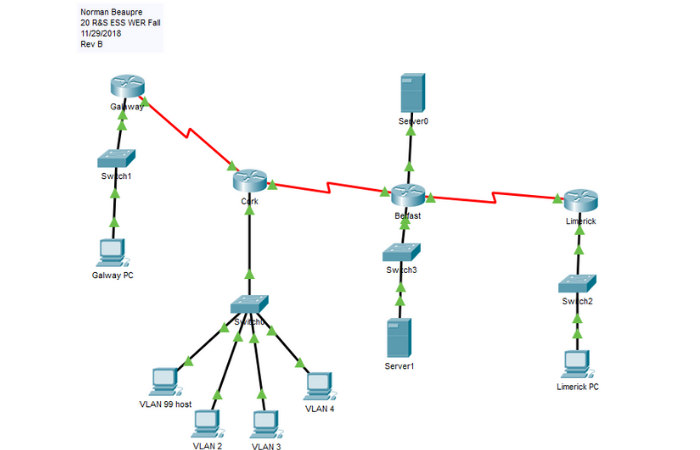 Norman Beaupre
20 R&S ESS WER Fall
11/29/2018
Rev B
Galway
Server0
Switch1
Cork
Belfast
Limerick
Switch3
Galway PC
Switch2
Switch0
Server1
Limerick PC
VLAN 99 host
VLAN 4
VLAN 2
VLAN 3